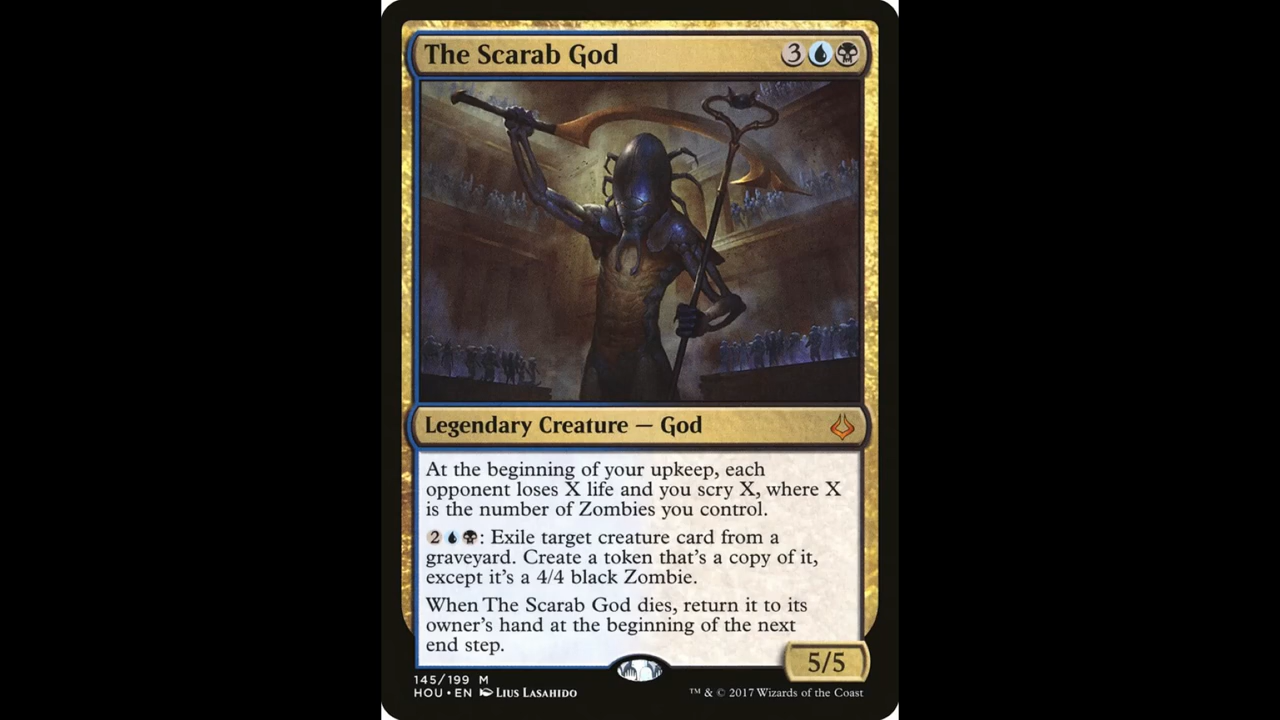 The Scarab God 3
Legendary Creature — God
At the beginning of your upkeep, each
opponent loses X life and you scry X, where X
is the number of Zombies you control.
2 : Exile target creature card from a
graveyard. Create a token that's a copy of it,
except it's a 4/4 black Zombie.
When The Scarab God dies, return it to its
owner's hand at the beginning of the next
end step.
5/5
145/199 M
HOU • EN Lius Lasahido
™ & © 2017 Wizards of the Coast